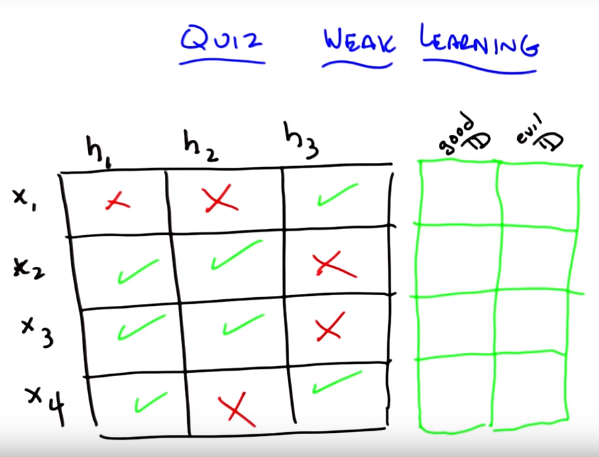 QUIZ WEAK LEARNING
h₁ h₂ h₃ good D evil D
x₁ ✗ ✗ ✓
x₂ ✓ ✓ ✗
x₃ ✓ ✓ ✗
x₄ ✓ ✗ ✓